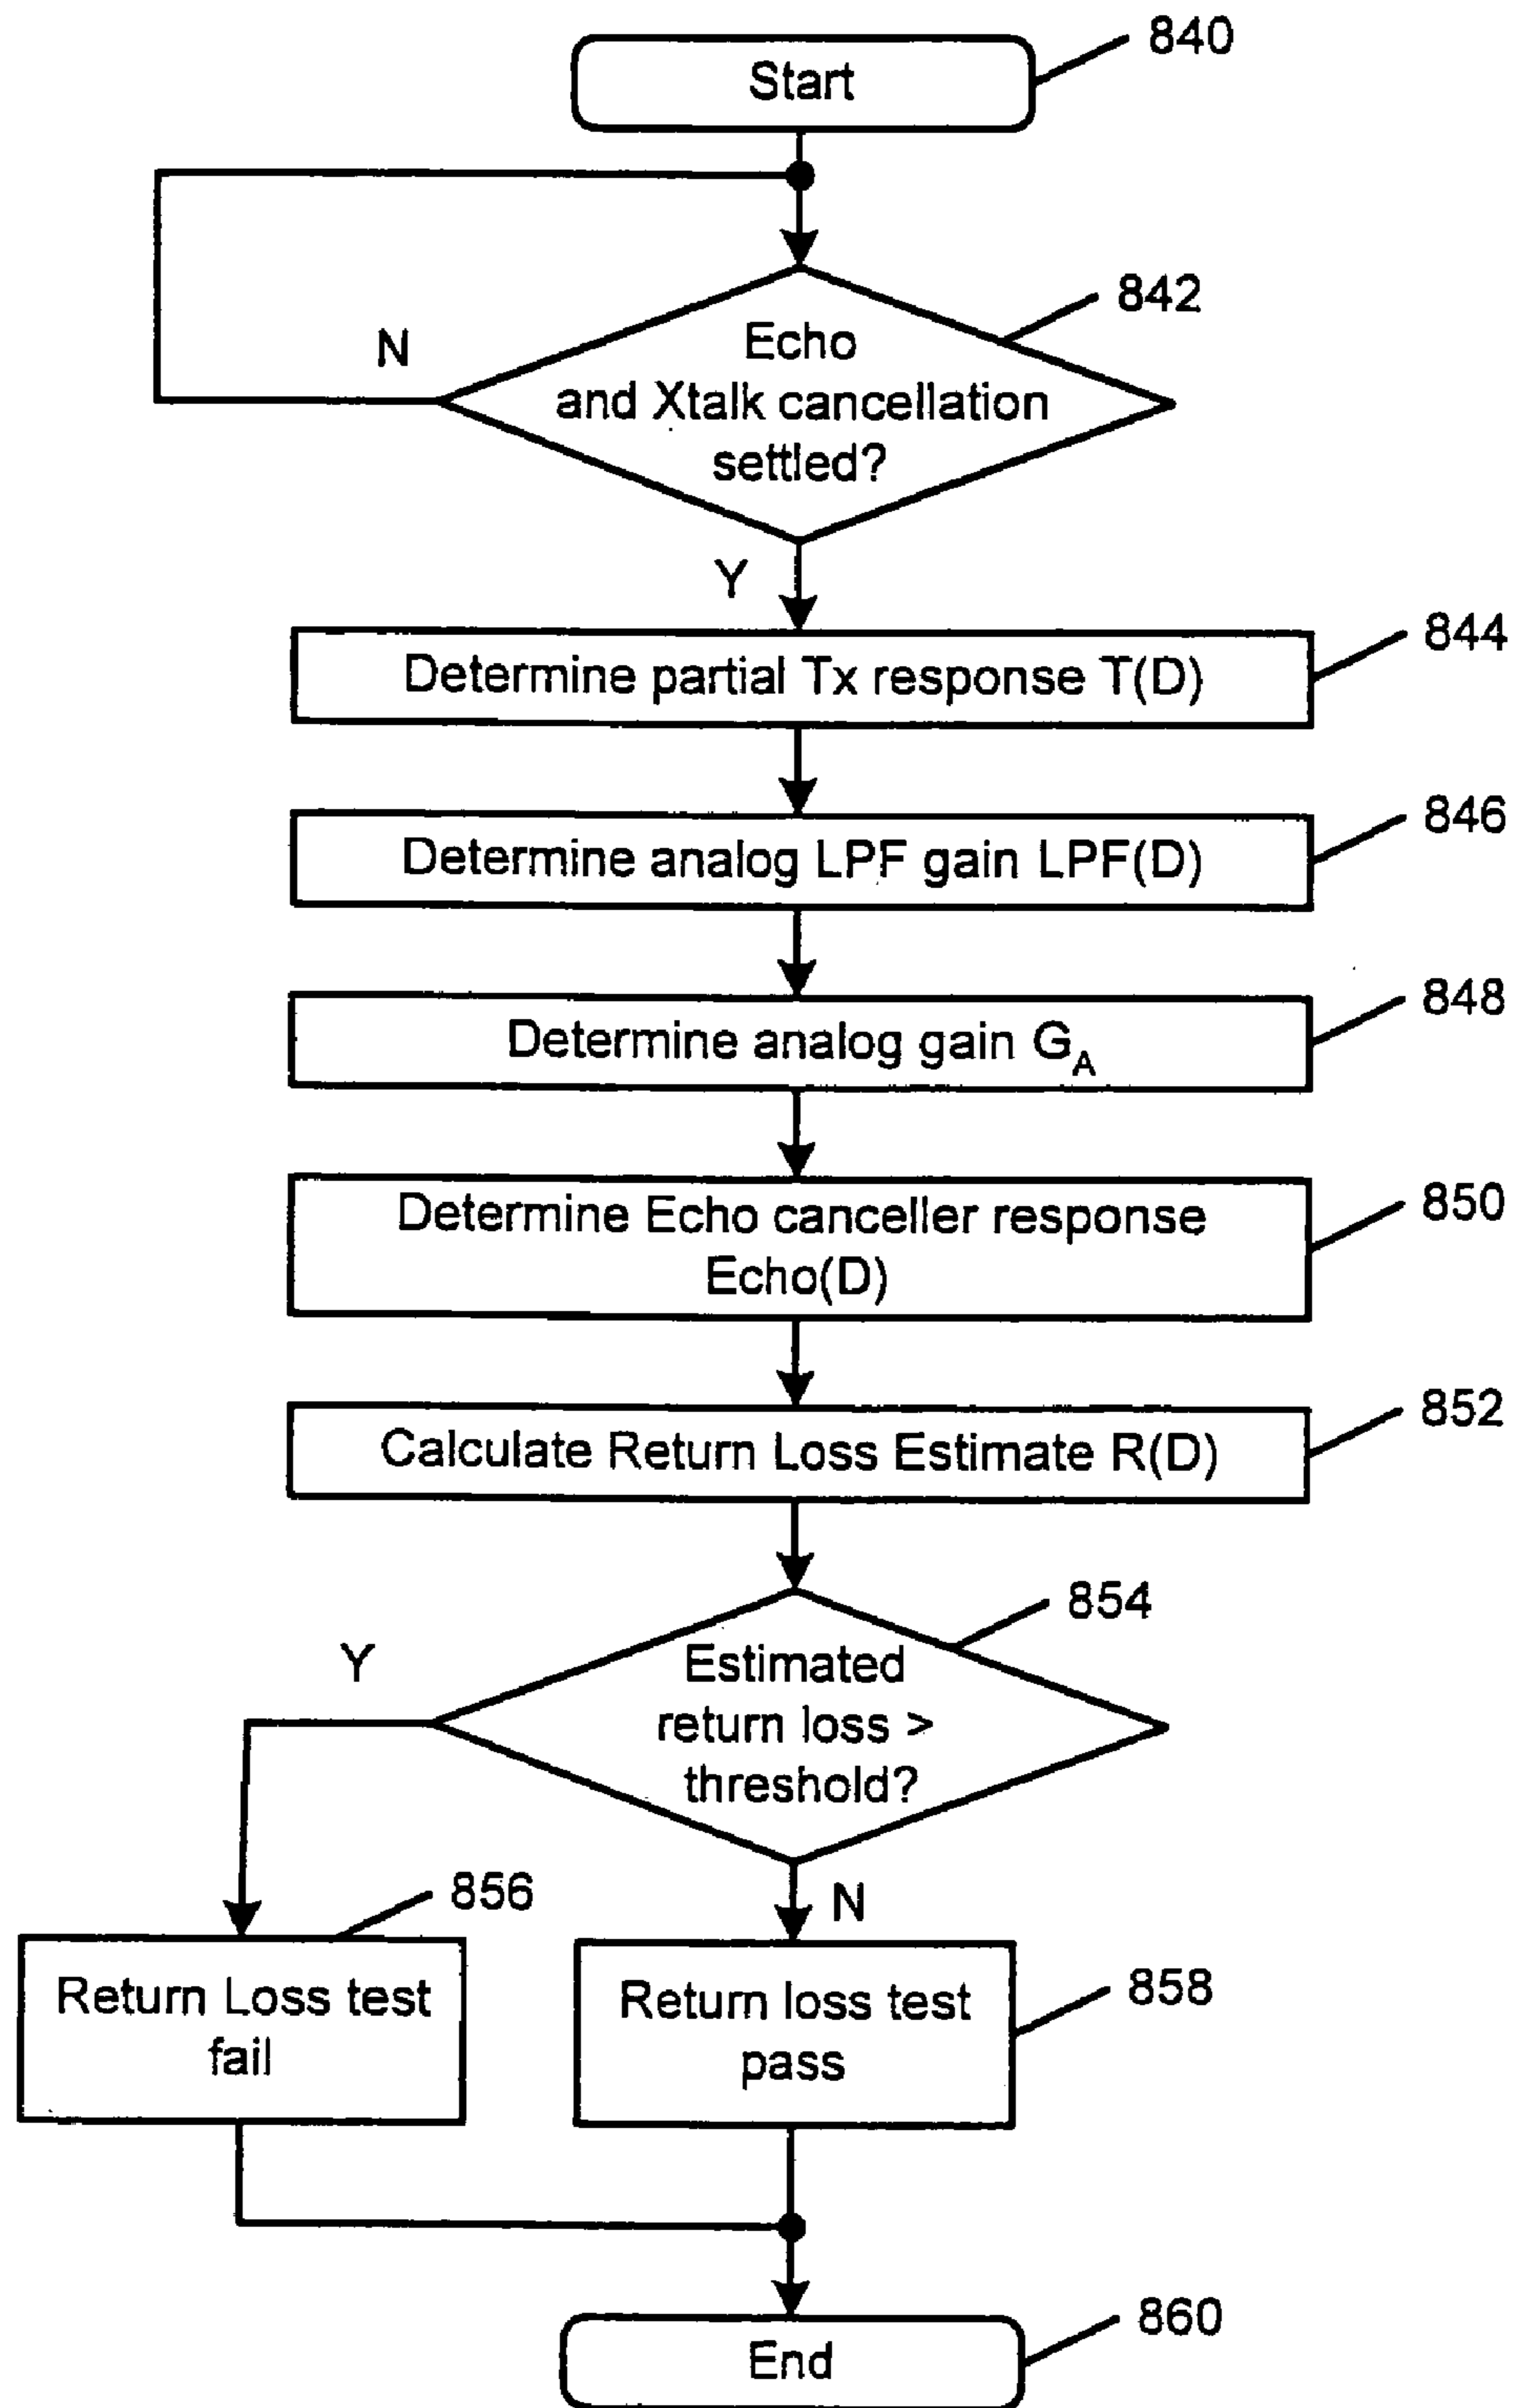 Start
840
842
N
Echo
and Xtalk cancellation
settled?
Y
844
Determine partial Tx response T(D)
846
Determine analog LPF gain LPF(D)
848
Determine analog gain G_A
850
Determine Echo canceller response
Echo(D)
852
Calculate Return Loss Estimate R(D)
854
Y
Estimated
return loss >
threshold?
856
N
Return Loss test
fail
858
Return loss test
pass
860
End